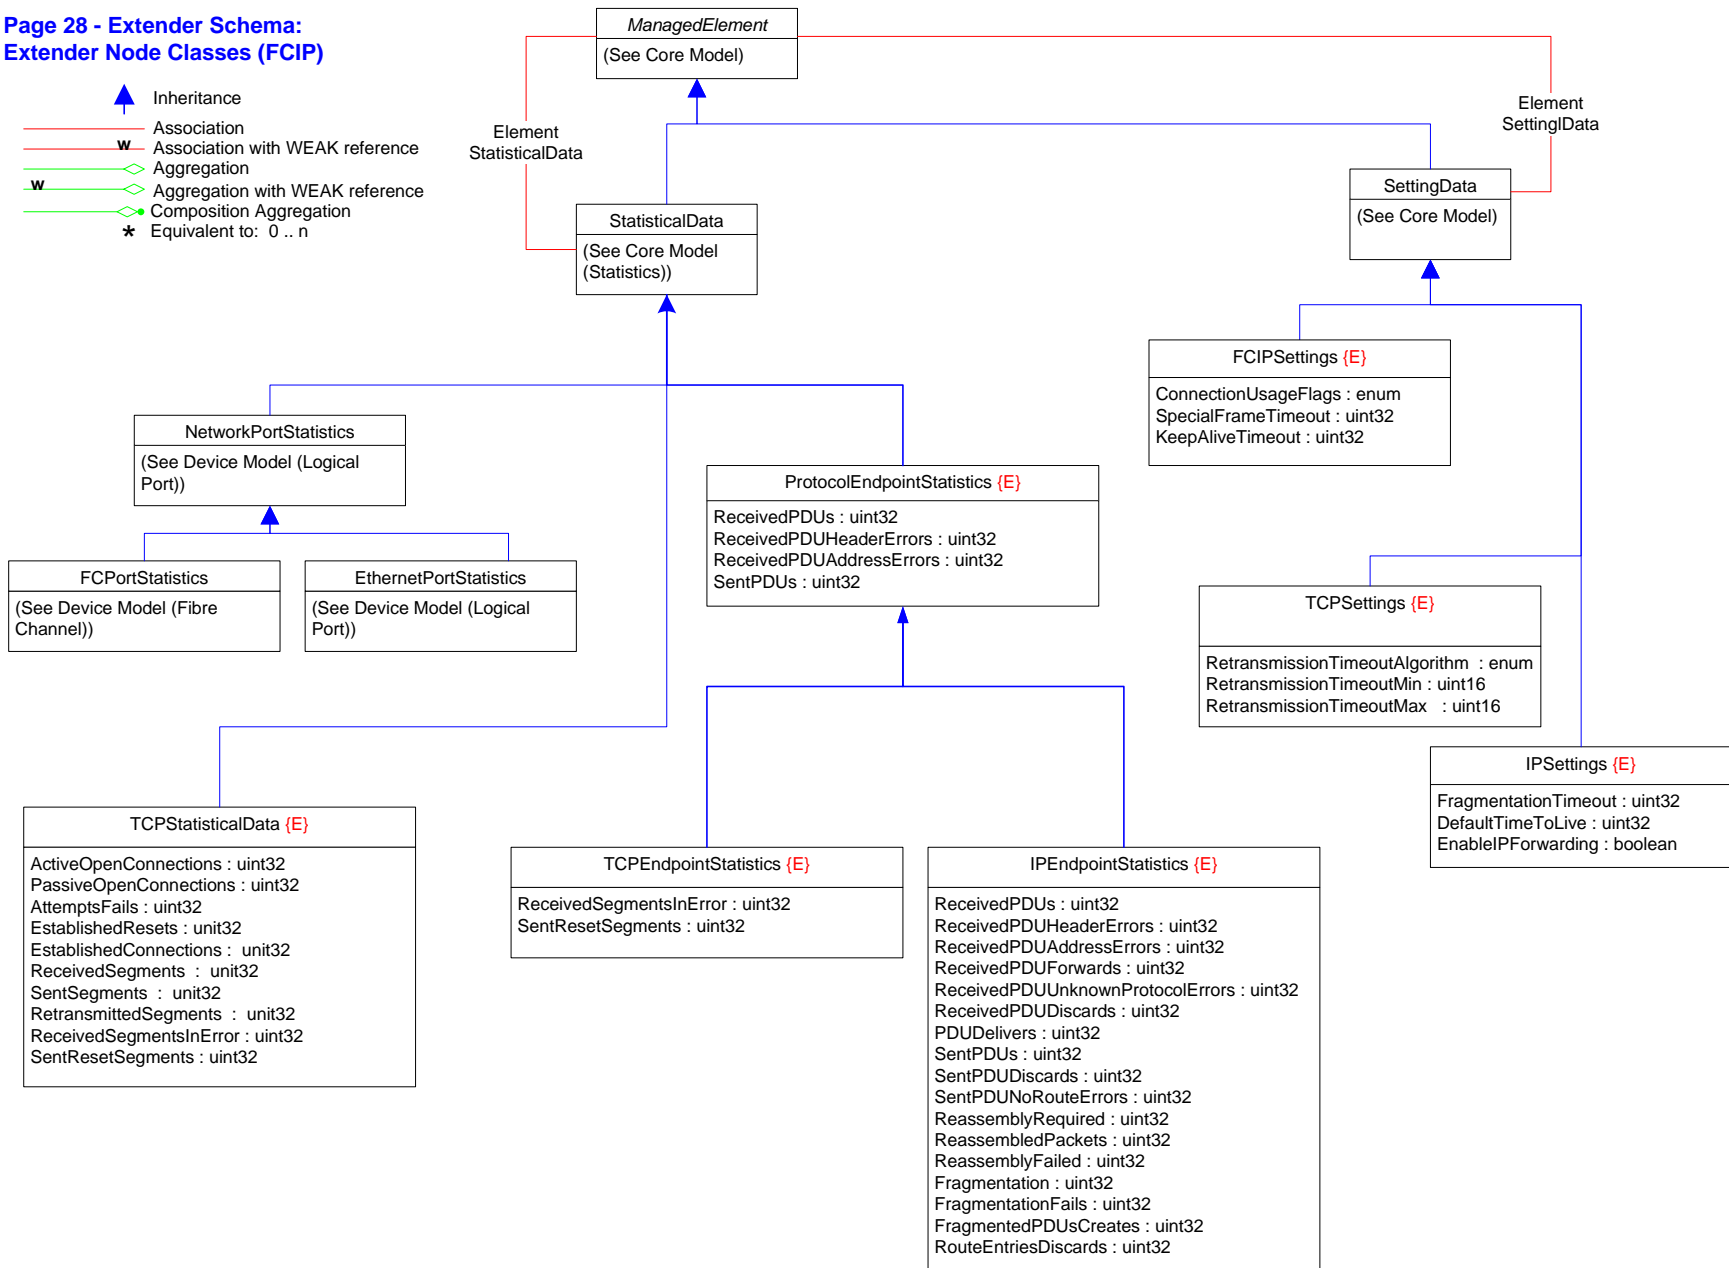 Page 28 - Extender Schema:
Extender Node Classes (FCIP)
Inheritance
Association
w Association with WEAK reference
Aggregation
w Aggregation with WEAK reference
Composition Aggregation
* Equivalent to: 0 .. n
ManagedElement
(See Core Model)
Element
StatisticalData
Element
SettinglData
StatisticalData
(See Core Model
(Statistics))
SettingData
(See Core Model)
FCIPSettings {E}
ConnectionUsageFlags : enum
SpecialFrameTimeout : uint32
KeepAliveTimeout : uint32
NetworkPortStatistics
(See Device Model (Logical
Port))
ProtocolEndpointStatistics {E}
ReceivedPDUs : uint32
ReceivedPDUHeaderErrors : uint32
ReceivedPDUAddressErrors : uint32
SentPDUs : uint32
FCPortStatistics
(See Device Model (Fibre
Channel))
EthernetPortStatistics
(See Device Model (Logical
Port))
TCPSettings {E}
RetransmissionTimeoutAlgorithm : enum
RetransmissionTimeoutMin : uint16
RetransmissionTimeoutMax : uint16
IPSettings {E}
FragmentationTimeout : uint32
DefaultTimeToLive : uint32
EnableIPForwarding : boolean
TCPStatisticalData {E}
ActiveOpenConnections : uint32
PassiveOpenConnections : uint32
AttemptsFails : uint32
EstablishedResets : unit32
EstablishedConnections : unit32
ReceivedSegments : unit32
SentSegments : unit32
RetransmittedSegments : unit32
ReceivedSegmentsInError : uint32
SentResetSegments : uint32
TCPEndpointStatistics {E}
ReceivedSegmentsInError : uint32
SentResetSegments : uint32
IPEndpointStatistics {E}
ReceivedPDUs : uint32
ReceivedPDUHeaderErrors : uint32
ReceivedPDUAddressErrors : uint32
ReceivedPDUForwards : uint32
ReceivedPDUUnknownProtocolErrors : uint32
ReceivedPDUDiscards : uint32
PDUDelivers : uint32
SentPDUs : uint32
SentPDUDiscards : uint32
SentPDUNoRouteErrors : uint32
ReassemblyRequired : uint32
ReassembledPackets : uint32
ReassemblyFailed : uint32
Fragmentation : uint32
FragmentationFails : uint32
FragmentedPDUsCreates : uint32
RouteEntriesDiscards : uint32